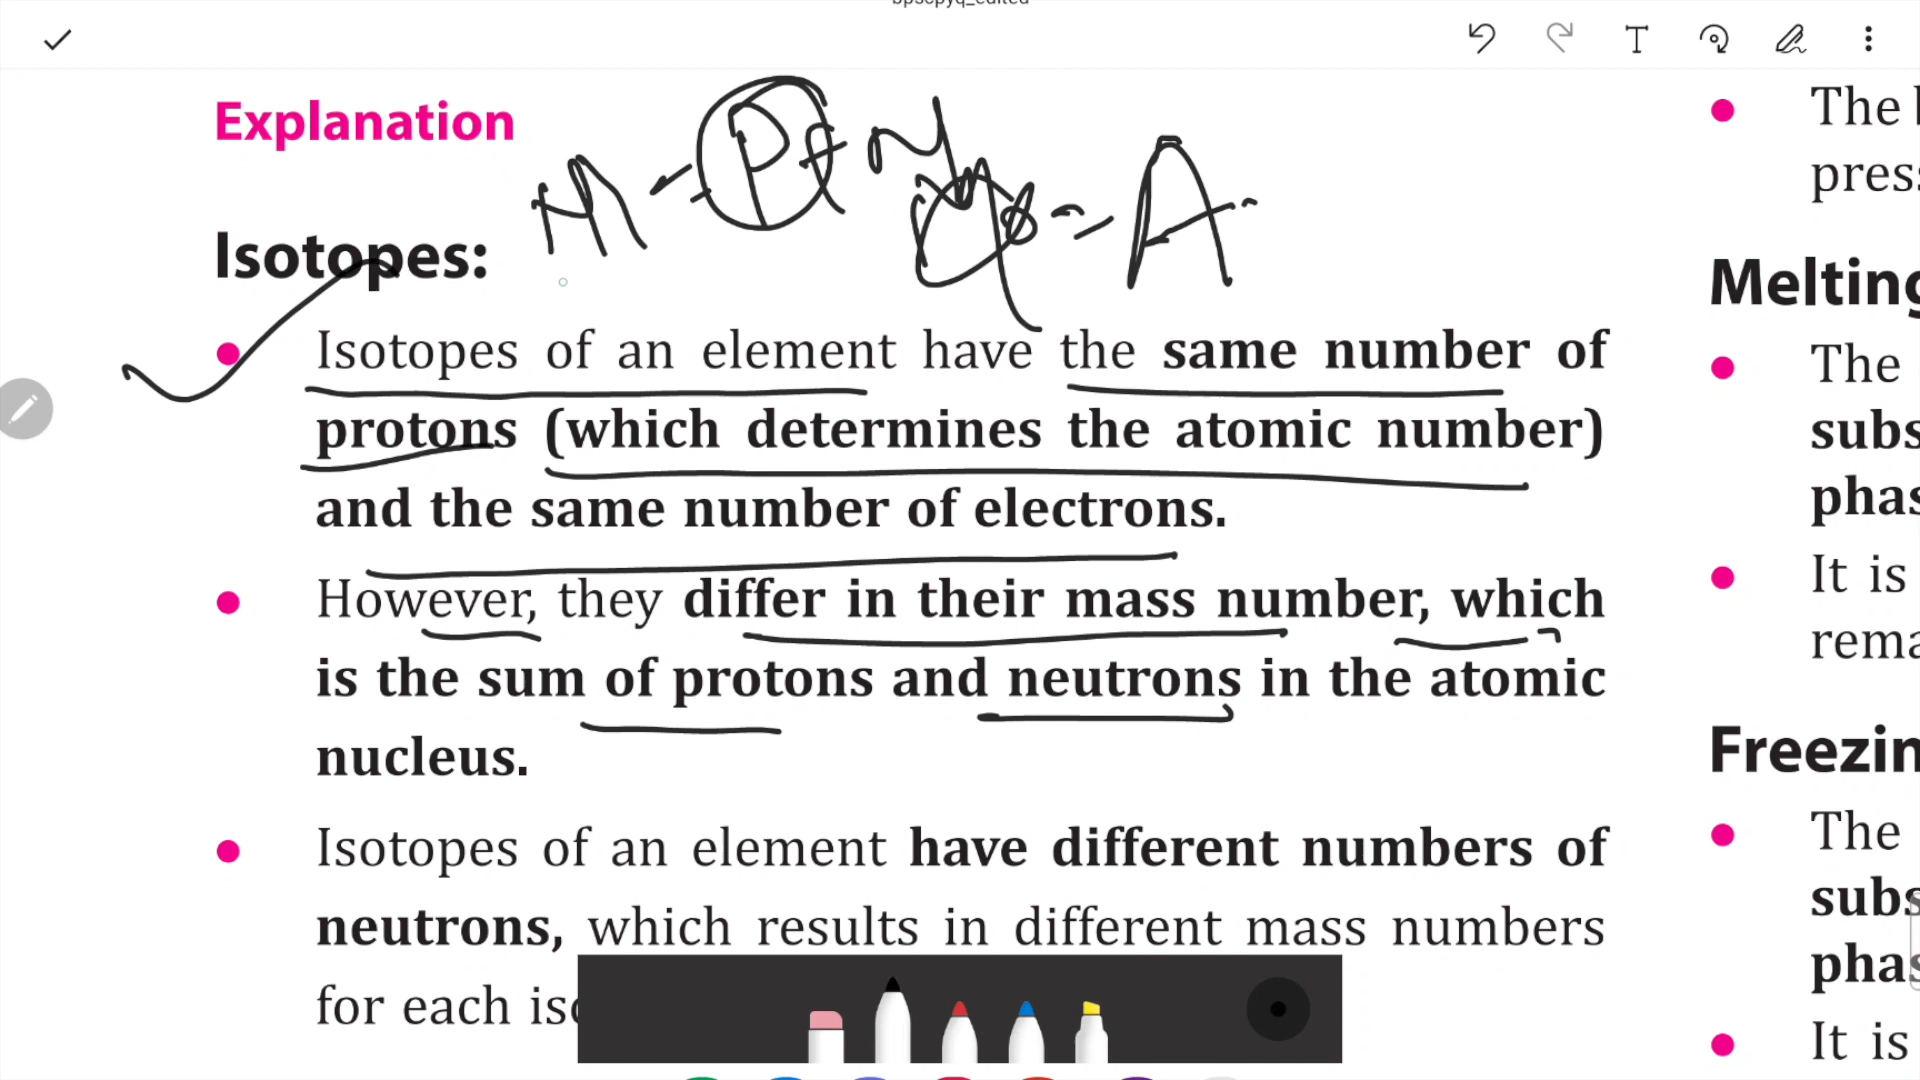 bpscpyq_edited
T
Explanation
M - P + N
= A
Isotopes:
Isotopes of an element have the same number of
protons (which determines the atomic number)
and the same number of electrons.
However, they differ in their mass number, which
is the sum of protons and neutrons in the atomic
nucleus.
Isotopes of an element have different numbers of
neutrons, which results in different mass numbers
for each iso
The b
press
Melting
The
subs
phas
It is
rema
Freezin
The
subs
phas
It is